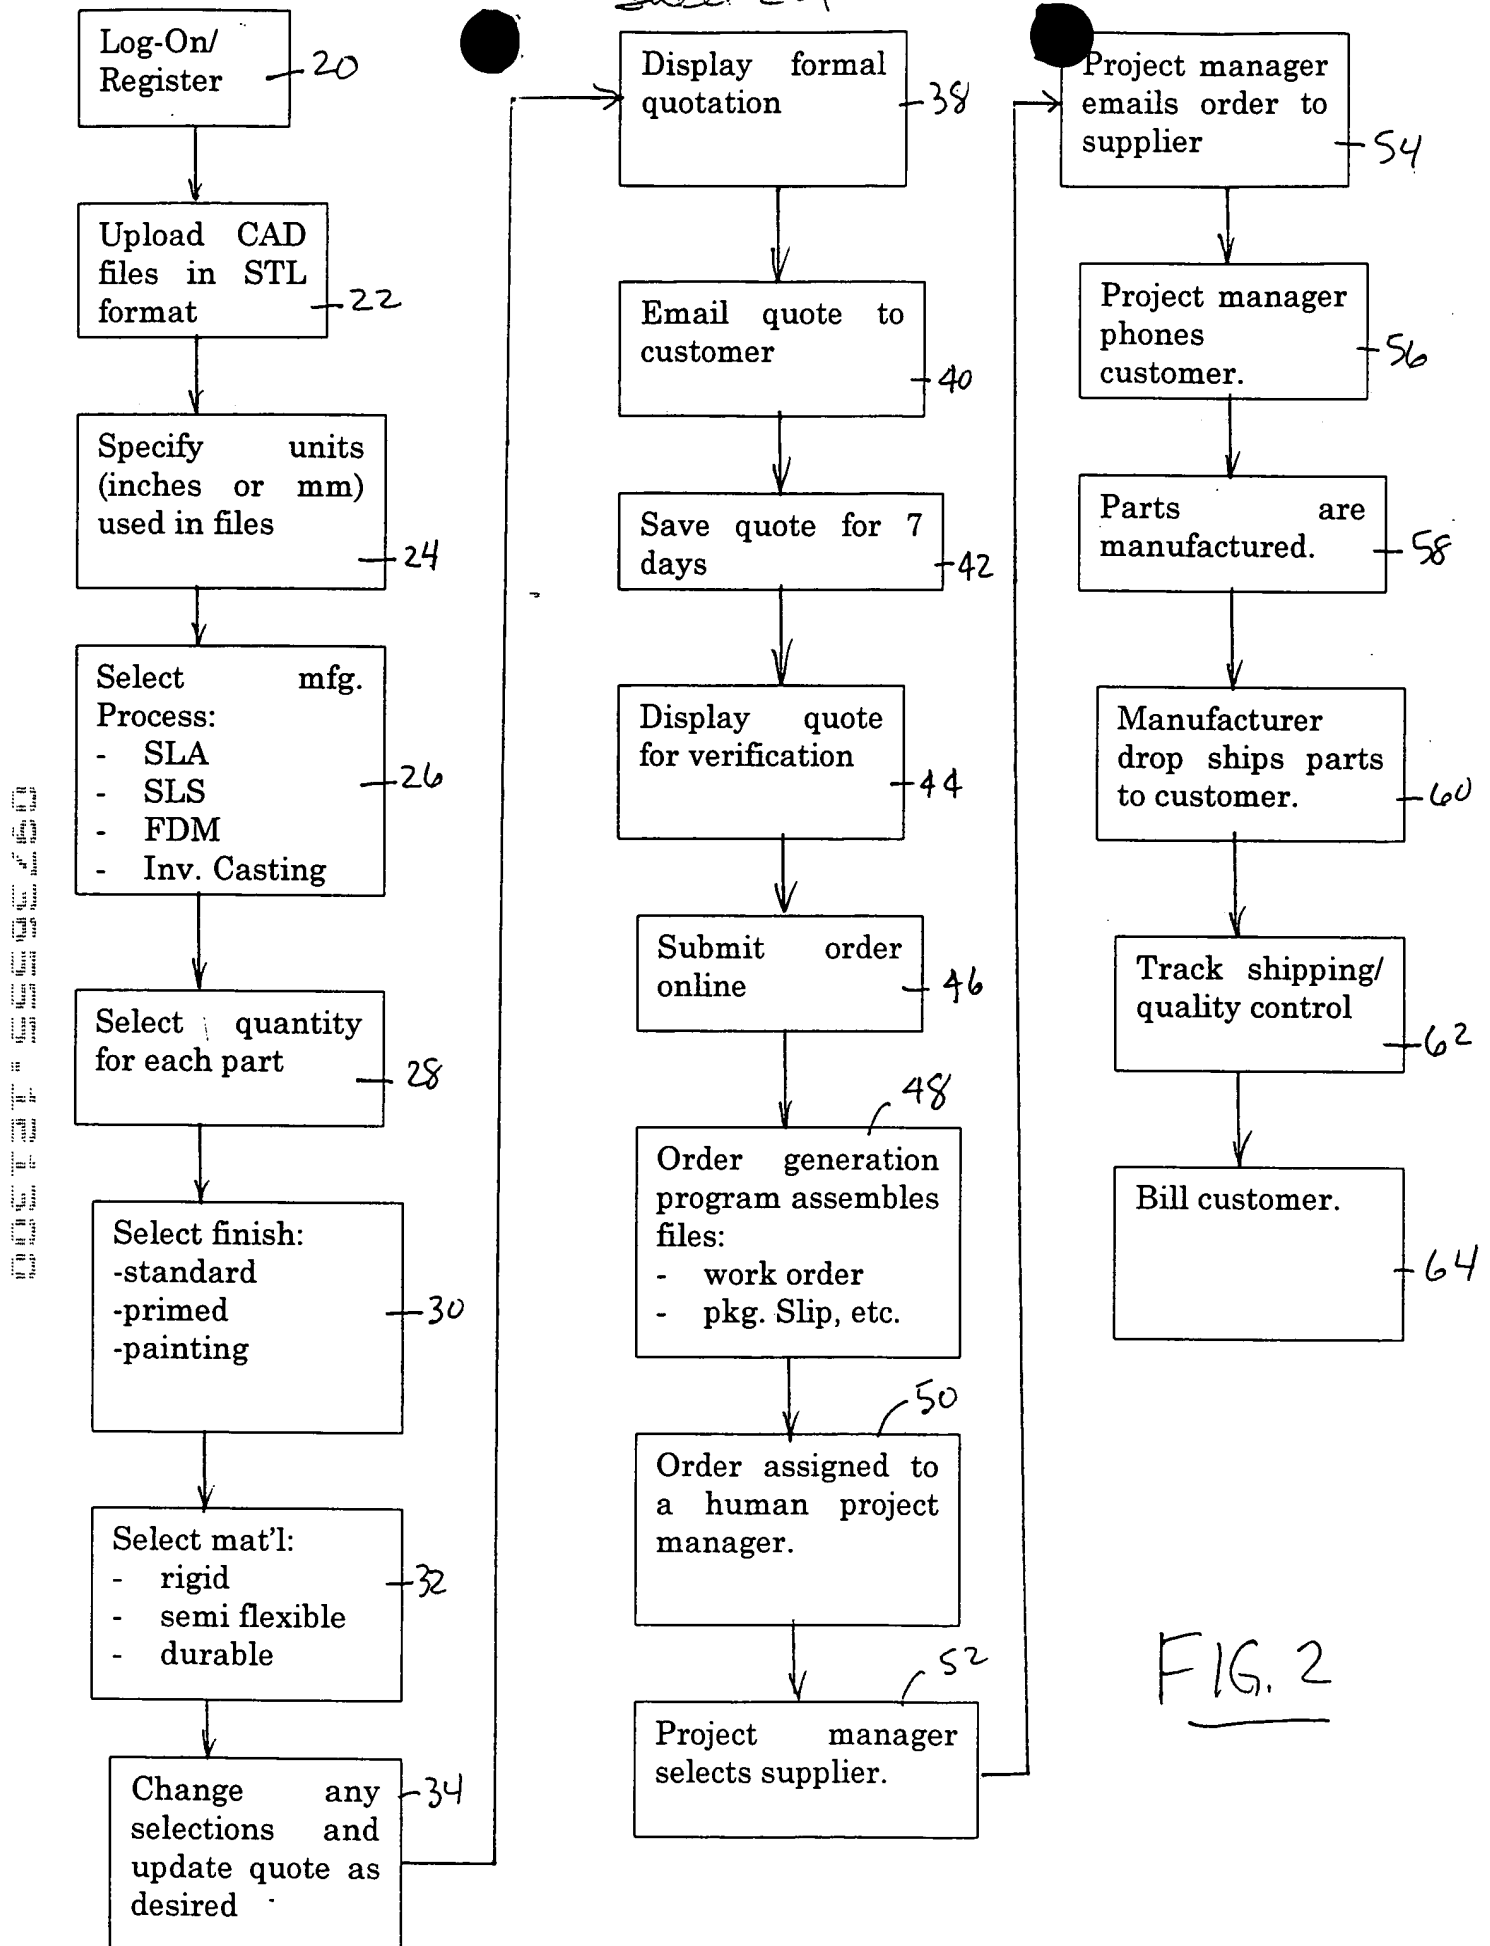 Log-On/
Register
20
Upload CAD
files in STL
format
22
Specify units
(inches or mm)
used in files
24
Select mfg.
Process:
- SLA
- SLS
- FDM
- Inv. Casting
26
Select quantity
for each part
28
Select finish:
-standard
-primed
-painting
30
Select mat'l:
- rigid
- semi flexible
- durable
32
Change any
selections and
update quote as
desired
34
Display formal
quotation
38
Email quote to
customer
40
Save quote for 7
days
42
Display quote
for verification
44
Submit order
online
46
48
Order generation
program assembles
files:
- work order
- pkg. Slip, etc.
50
Order assigned to
a human project
manager.
52
Project manager
selects supplier.
Project manager
emails order to
supplier
54
Project manager
phones
customer.
56
Parts are
manufactured.
58
Manufacturer
drop ships parts
to customer.
60
Track shipping/
quality control
62
Bill customer.
64
FIG. 2